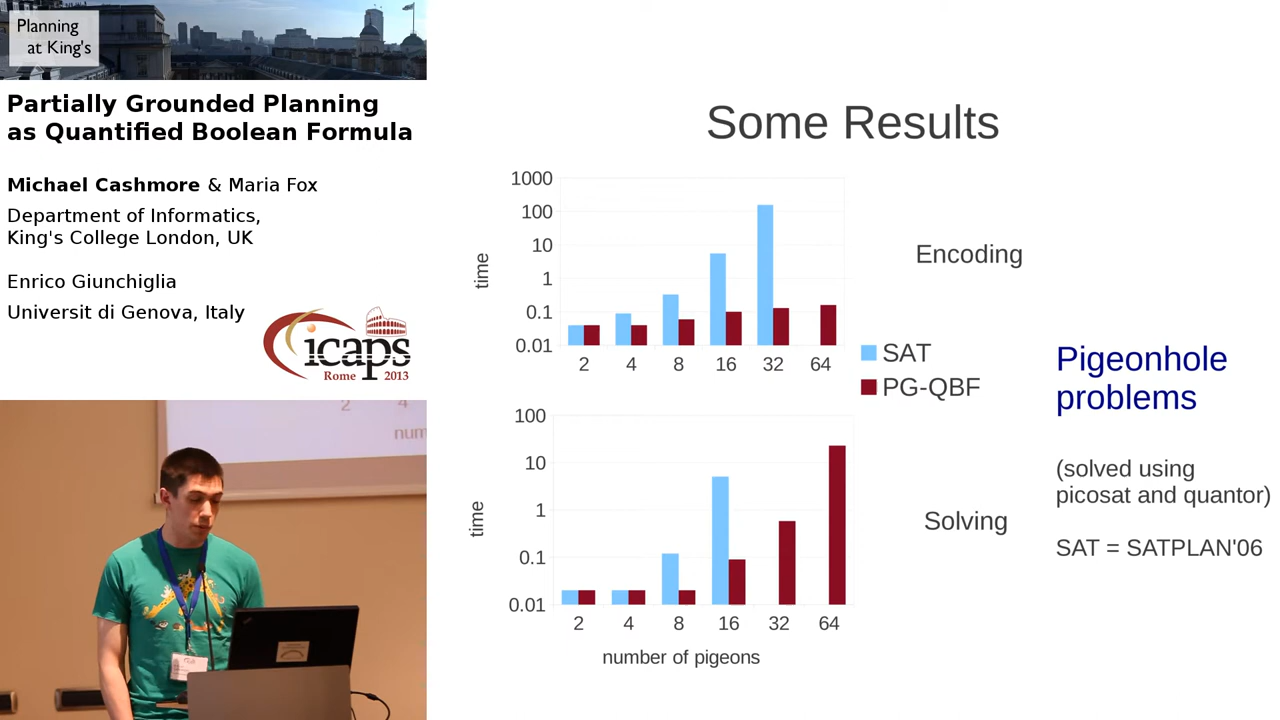 Planning
at King's
Partially Grounded Planning
as Quantified Boolean Formula
Michael Cashmore & Maria Fox
Department of Informatics,
King's College London, UK
Enrico Giunchiglia
Universit di Genova, Italy
icaps
Rome 2013
2 4
num
Some Results
1000
100
10
1
0.1
0.01
time
2 4 8 16 32 64
Encoding
SAT
PG-QBF
100
10
1
0.1
0.01
time
2 4 8 16 32 64
number of pigeons
Solving
Pigeonhole
problems
(solved using
picosat and quantor)
SAT = SATPLAN'06